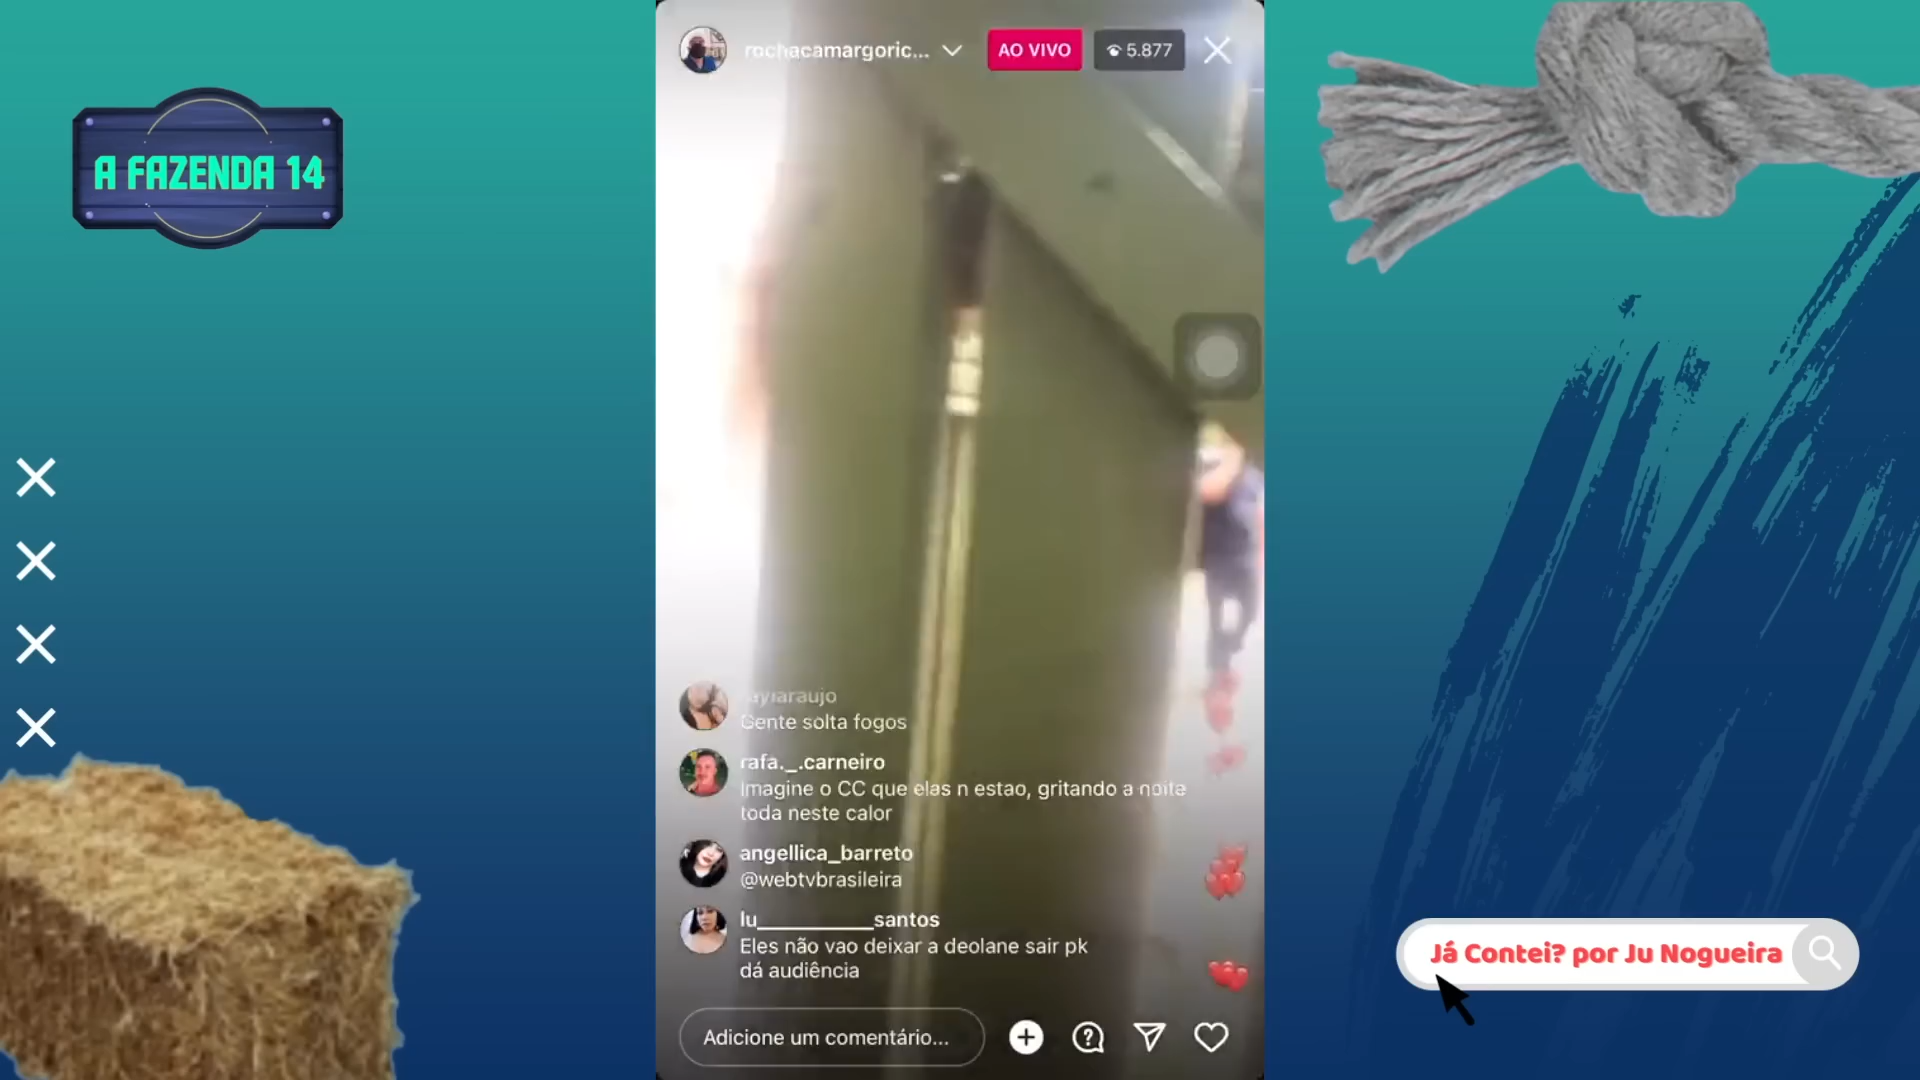 A FAZENDA 14
rochacamargoric...
AO VIVO
5.877
Gente solta fogos
rafa._.carneiro
Imagine o CC que elas n estao, gritando a noite
toda neste calor
angellica_barreto
@webtvbrasileira
lu__________santos
Eles não vao deixar a deolane sair pk
dá audiência
Adicione um comentário...
Já Contei? por Ju Nogueira